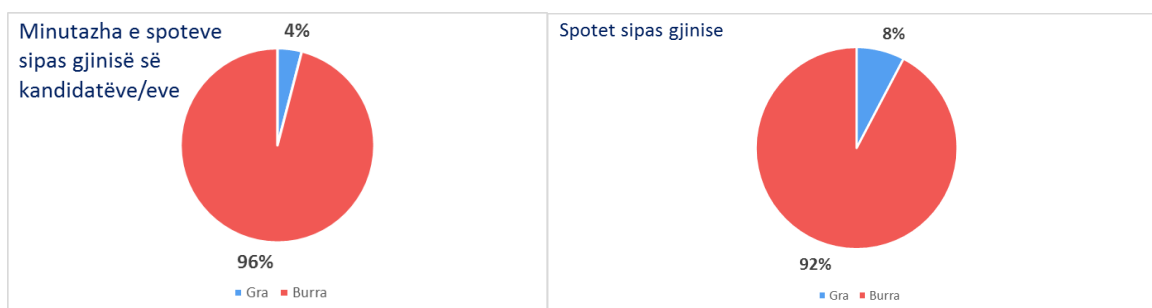 Minutazha e spoteve
sipas gjinisë së
kandidatëve/eve
4%
96%
Gra Burra
Spotet sipas gjinise
8%
92%
Gra Burra